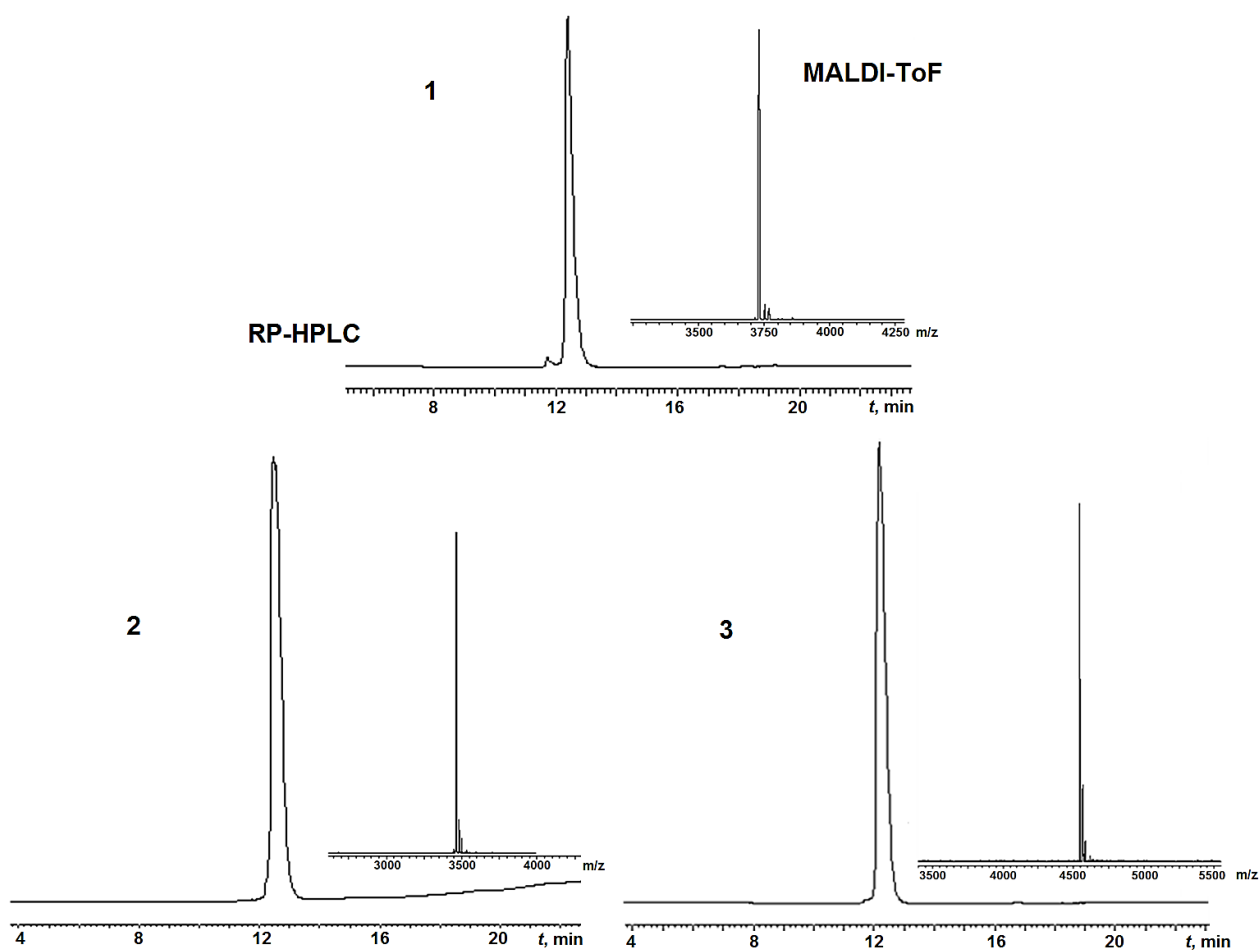 MALDI-ToF
1
3500 3750 4000 4250 m/z
RP-HPLC
8 12 16 20 t, min
2
3
3000 3500 4000 m/z
3500 4000 4500 5000 5500 m/z
4 8 12 16 20 t, min
4 8 12 16 20 t, min